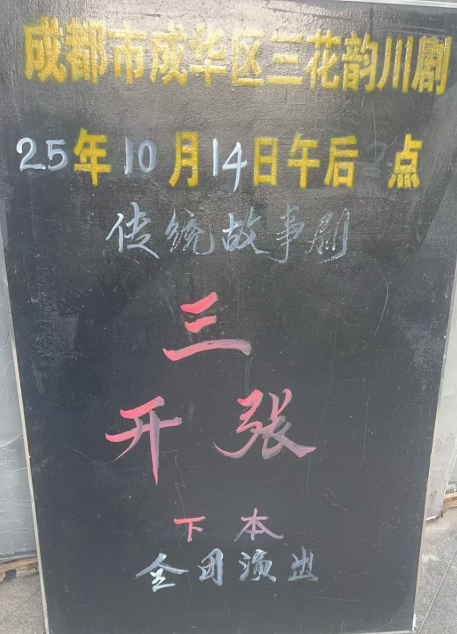 成都市成华区三花韵川剧
25年10月14日午后2点
传统故事剧
三
开张
下本
全团演出